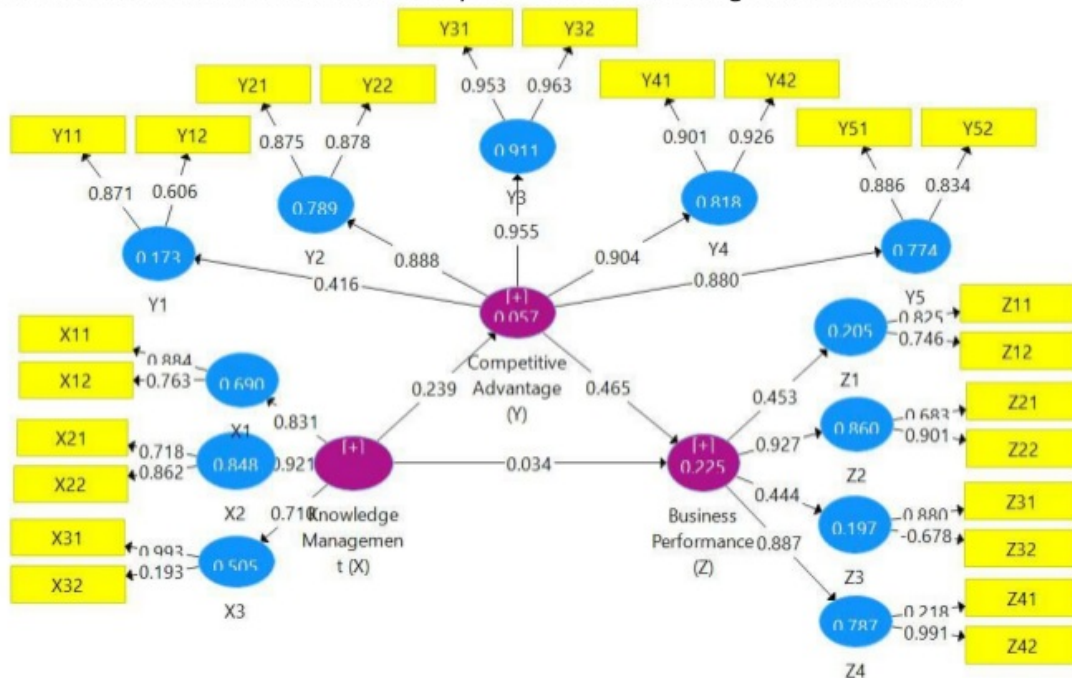 Y31 Y32
Y21 Y22 0.953 0.963 Y41 Y42
Y11 Y12 0.875 0.878 0.911 0.901 0.926 Y51 Y52
0.871 0.606 0.789 Y3 0.818 0.886 0.834
0.173 Y2 0.888 0.955 0.904 Y4 0.774
Y1 0.416 [+] 0.880 Y5
0.057
X11 0.884 Competitive 0.205 0.825 Z11
X12 0.763 0.690 0.239 Advantage 0.465 Z1 0.746 Z12
X1 0.831 (Y) 0.453
X21 0.718 [+] [+] 0.927 0.860 0.683 Z21
X22 0.862 0.848 0.921 0.034 0.225 Z2 0.901 Z22
X2 Knowledge Business 0.444
X31 0.993 0.710 Managemen Performance 0.197 0.880 Z31
X32 0.193 0.505 t (X) (Z) 0.887 Z3 -0.678 Z32
X3
0.787 0.218 Z41
Z4 0.991 Z42